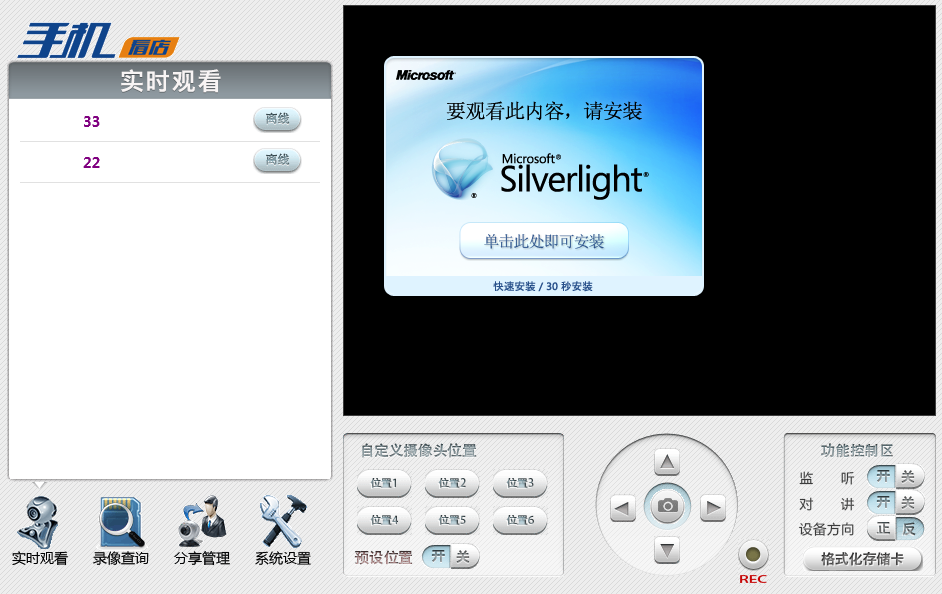 手机
看店
实时观看
33 离线
22 离线
Microsoft
要观看此内容，请安装
Microsoft®
Silverlight®
单击此处即可安装
快速安装 / 30 秒安装
实时观看 录像查询 分享管理 系统设置
自定义摄像头位置
位置1 位置2 位置3
位置4 位置5 位置6
预设位置 开 关
REC
功能控制区
监 听 开 关
对 讲 开 关
设备方向 正 反
格式化存储卡